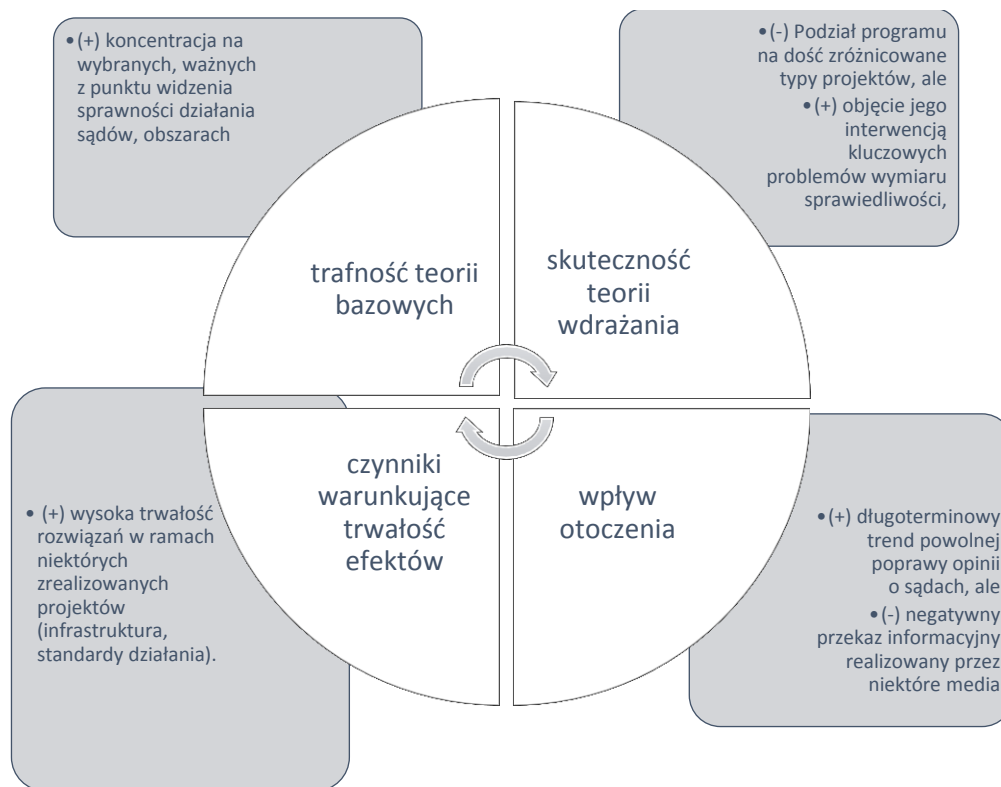 • (+) koncentracja na
wybranych, ważnych
z punktu widzenia
sprawności działania
sądów, obszarach
• (-) Podział programu
na dość zróżnicowane
typy projektów, ale
• (+) objęcie jego
interwencją
kluczowych
problemów wymiaru
sprawiedliwości,
trafność teorii
bazowych
skuteczność
teorii
wdrażania
czynniki
warunkujące
trwałość
efektów
wpływ
otoczenia
• (+) wysoka trwałość
rozwiązań w ramach
niektórych
zrealizowanych
projektów
(infrastruktura,
standardy działania).
• (+) długoterminowy
trend powolnej
poprawy opinii
o sądach, ale
• (-) negatywny
przekaz informacyjny
realizowany przez
niektóre media